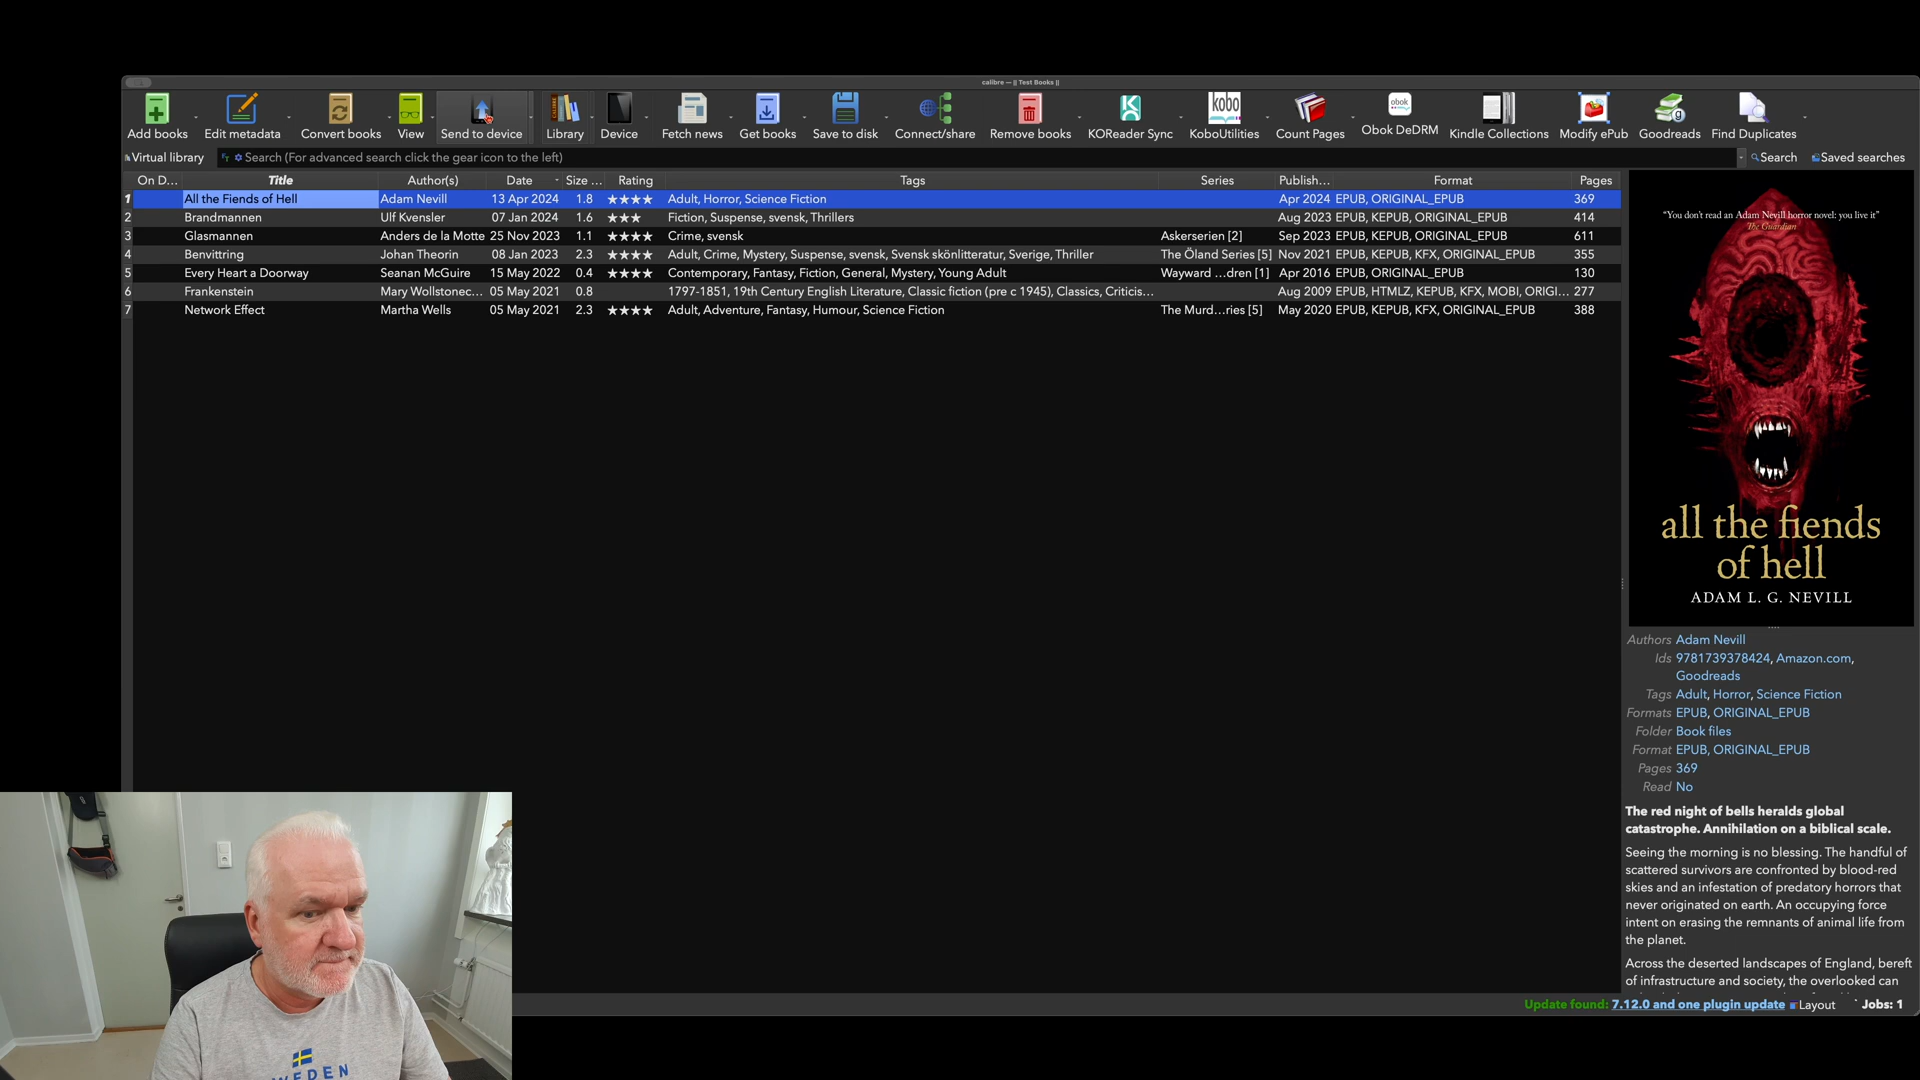 calibre — || Test Books ||
Add books
Edit metadata
Convert books
View
Send to device
Library
Device
Fetch news
Get books
Save to disk
Connect/share
Remove books
KOReader Sync
kobo
KoboUtilities
Count Pages
obok
Obok DeDRM
Kindle Collections
Modify ePub
Goodreads
Find Duplicates
Virtual library
Search (For advanced search click the gear icon to the left)
Search
Saved searches
On D... Title Author(s) Date Size ... Rating Tags Series Publish... Format Pages
1 All the Fiends of Hell Adam Nevill 13 Apr 2024 1.8 ★★★★ Adult, Horror, Science Fiction Apr 2024 EPUB, ORIGINAL_EPUB 369
2 Brandmannen Ulf Kvensler 07 Jan 2024 1.6 ★★★ Fiction, Suspense, svensk, Thrillers Aug 2023 EPUB, KEPUB, ORIGINAL_EPUB 414
3 Glasmannen Anders de la Motte 25 Nov 2023 1.1 ★★★★ Crime, svensk Askerserien [2] Sep 2023 EPUB, KEPUB, ORIGINAL_EPUB 611
4 Benvittring Johan Theorin 08 Jan 2023 2.3 ★★★★ Adult, Crime, Mystery, Suspense, svensk, Svensk skönlitteratur, Sverige, Thriller The Öland Series [5] Nov 2021 EPUB, KEPUB, KFX, ORIGINAL_EPUB 355
5 Every Heart a Doorway Seanan McGuire 15 May 2022 0.4 ★★★★ Contemporary, Fantasy, Fiction, General, Mystery, Young Adult Wayward ...dren [1] Apr 2016 EPUB, ORIGINAL_EPUB 130
6 Frankenstein Mary Wollstonec... 05 May 2021 0.8 1797-1851, 19th Century English Literature, Classic fiction (pre c 1945), Classics, Criticis... Aug 2009 EPUB, HTMLZ, KEPUB, KFX, MOBI, ORIGI... 277
7 Network Effect Martha Wells 05 May 2021 2.3 ★★★★ Adult, Adventure, Fantasy, Humour, Science Fiction The Murd...ries [5] May 2020 EPUB, KEPUB, KFX, ORIGINAL_EPUB 388
“You don't read an Adam Nevill horror novel: you live it”
The Guardian
all the fiends
of hell
ADAM L. G. NEVILL
Authors Adam Nevill
Ids 9781739378424, Amazon.com,
Goodreads
Tags Adult, Horror, Science Fiction
Formats EPUB, ORIGINAL_EPUB
Folder Book files
Format EPUB, ORIGINAL_EPUB
Pages 369
Read No
The red night of bells heralds global
catastrophe. Annihilation on a biblical scale.
Seeing the morning is no blessing. The handful of
scattered survivors are confronted by blood-red
skies and an infestation of predatory horrors that
never originated on earth. An occupying force
intent on erasing the remnants of animal life from
the planet.
Across the deserted landscapes of England, bereft
of infrastructure and society, the overlooked can
Update found: 7.12.0 and one plugin update
Layout
Jobs: 1
WEDEN